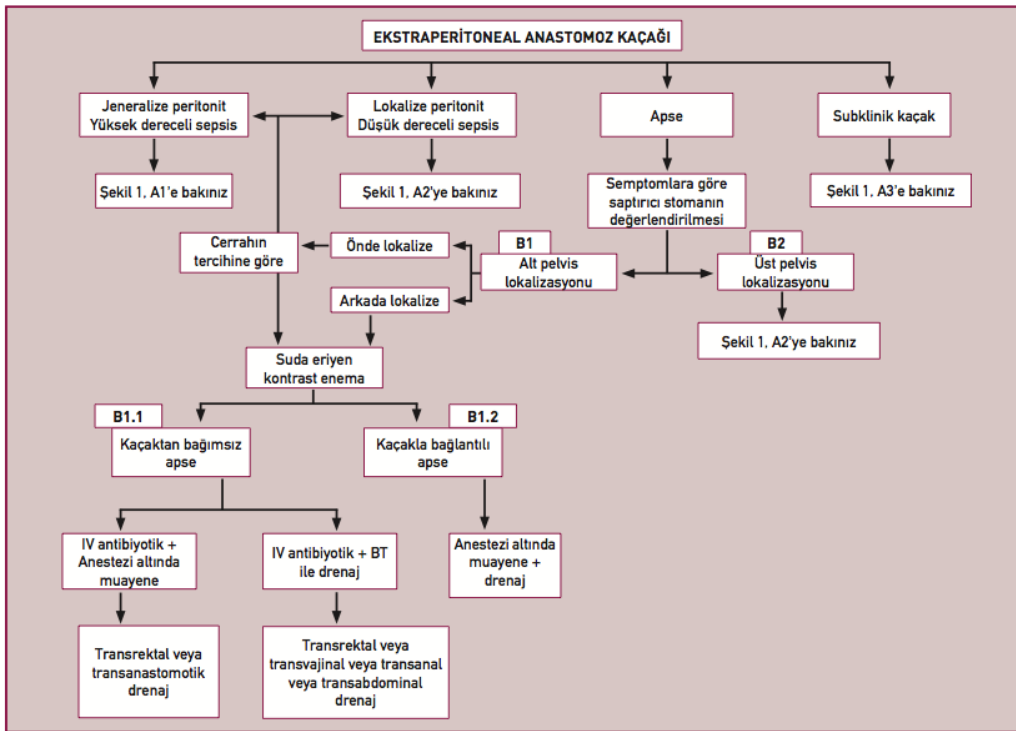 EKSTRAPERİTONEAL ANASTOMOZ KAÇAĞI
Jeneralize peritonit
Yüksek dereceli sepsis
Lokalize peritonit
Düşük dereceli sepsis
Apse
Subklinik kaçak
Şekil 1, A1'e bakınız
Şekil 1, A2'ye bakınız
Semptomlara göre
saptırıcı stomanın
değerlendirilmesi
Şekil 1, A3'e bakınız
Cerrahın
tercihine göre
Önde lokalize
Arkada lokalize
B1
Alt pelvis
lokalizasyonu
B2
Üst pelvis
lokalizasyonu
Şekil 1, A2'ye bakınız
Suda eriyen
kontrast enema
B1.1
Kaçaktan bağımsız
apse
B1.2
Kaçakla bağlantılı
apse
IV antibiyotik +
Anestezi altında
muayene
IV antibiyotik + BT
ile drenaj
Anestezi altında
muayene +
drenaj
Transrektal veya
transanastomotik
drenaj
Transrektal veya
transvajinal veya transanal
veya transabdominal
drenaj